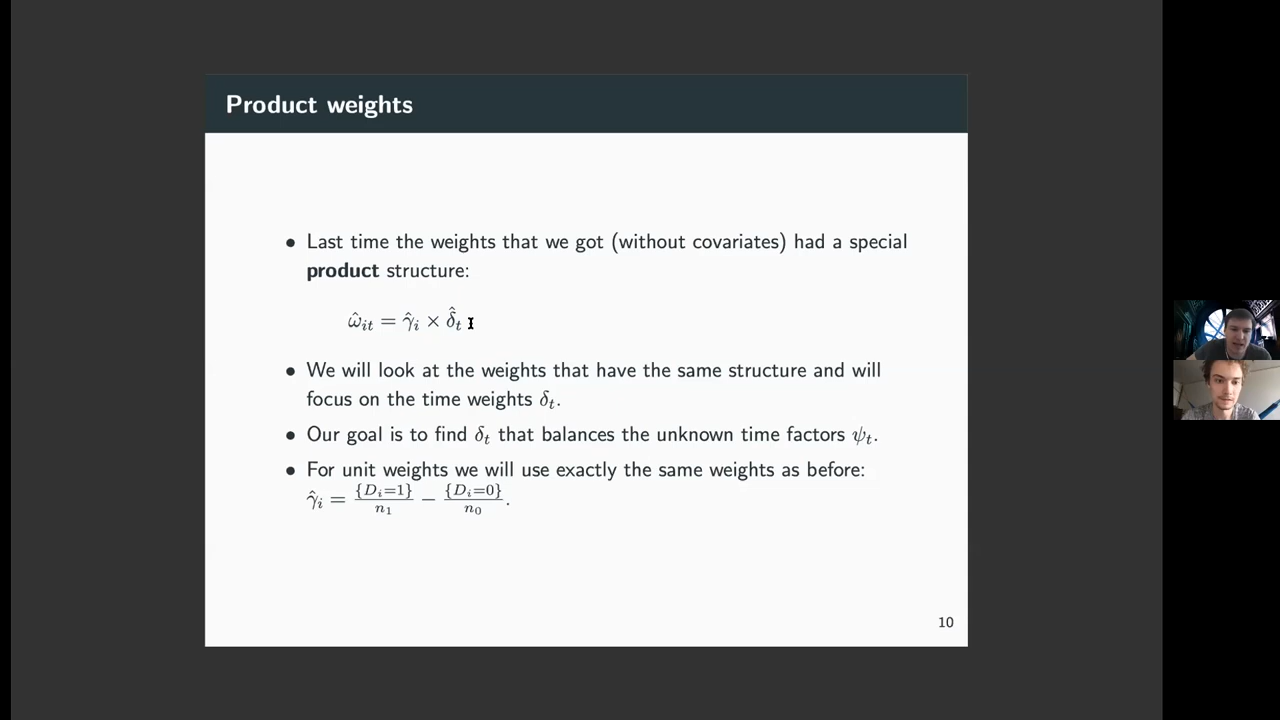 Product weights
• Last time the weights that we got (without covariates) had a special
product structure:
ω̂_it = γ̂_i × δ̂_t
• We will look at the weights that have the same structure and will
focus on the time weights δ_t.
• Our goal is to find δ_t that balances the unknown time factors ψ_t.
• For unit weights we will use exactly the same weights as before:
γ̂_i = {D_i=1}/n_1 − {D_i=0}/n_0.
10